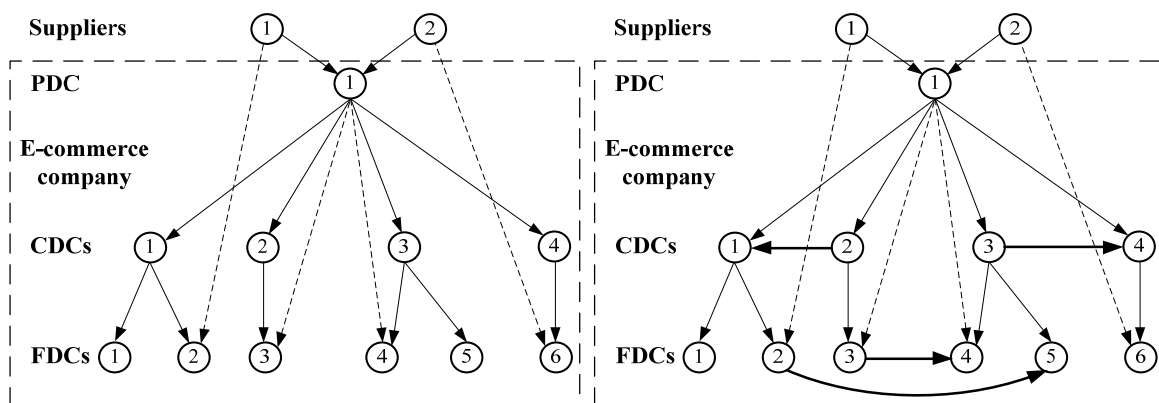 Suppliers 1 2 Suppliers 1 2
PDC 1 PDC 1
E-commerce E-commerce
company company
CDCs 1 2 3 4 CDCs 1 2 3 4
FDCs 1 2 3 4 5 6 FDCs 1 2 3 4 5 6